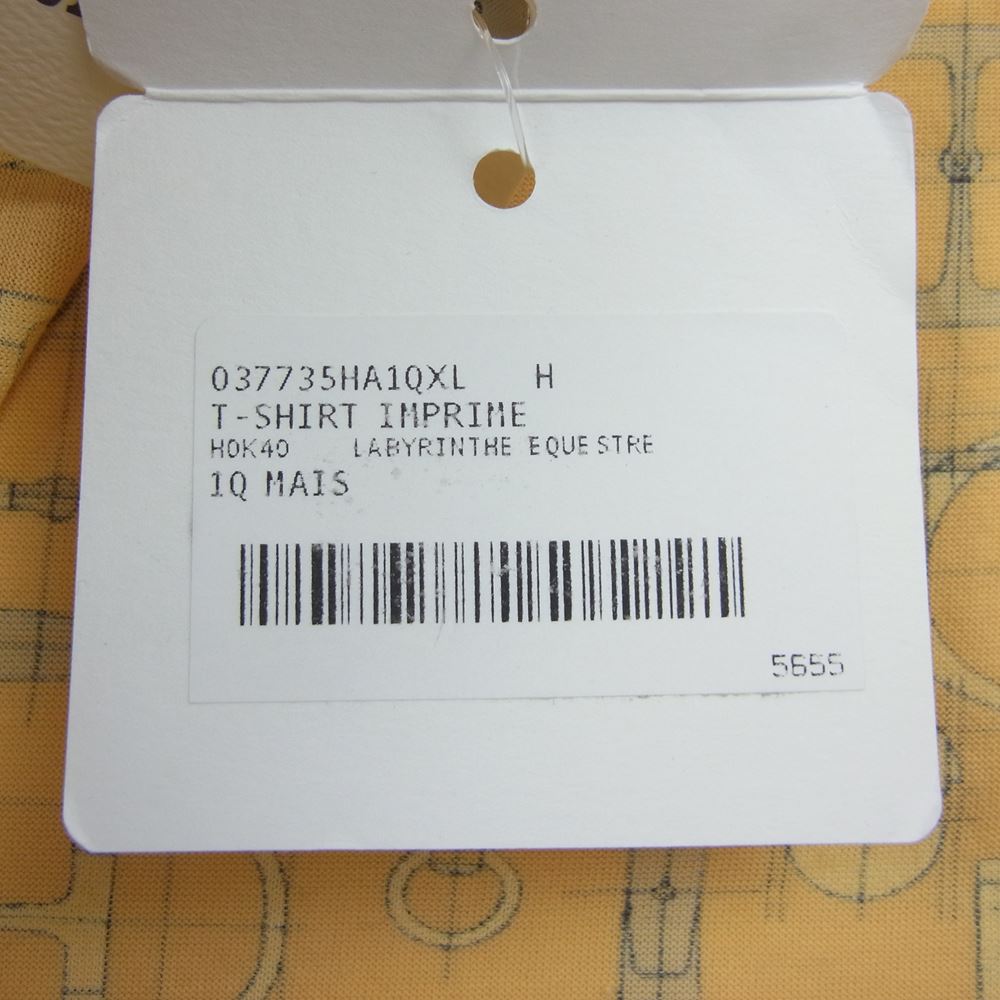 037735HA1QXL H
T-SHIRT IMPRIME
H0K40 LABYRINTHE EQUESTRE
1Q MAIS
5655